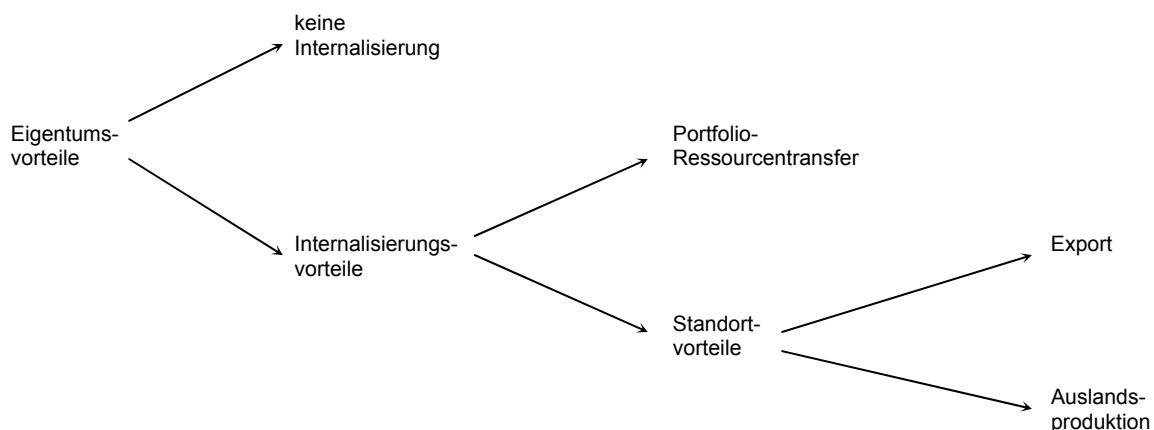 keine
Internalisierung
Eigentums-
vorteile
Portfolio-
Ressourcentransfer
Internalisierungs-
vorteile
Export
Standort-
vorteile
Auslands-
produktion